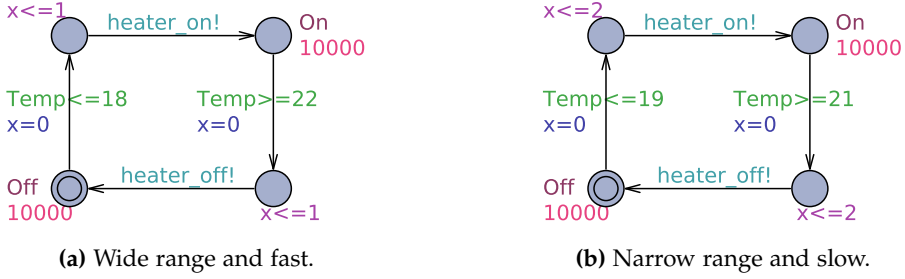 x<=1
heater_on!
On
10000
Temp<=18
x=0
Temp>=22
x=0
Off
10000
heater_off!
x<=1
(a) Wide range and fast.
x<=2
heater_on!
On
10000
Temp<=19
x=0
Temp>=21
x=0
Off
10000
heater_off!
x<=2
(b) Narrow range and slow.